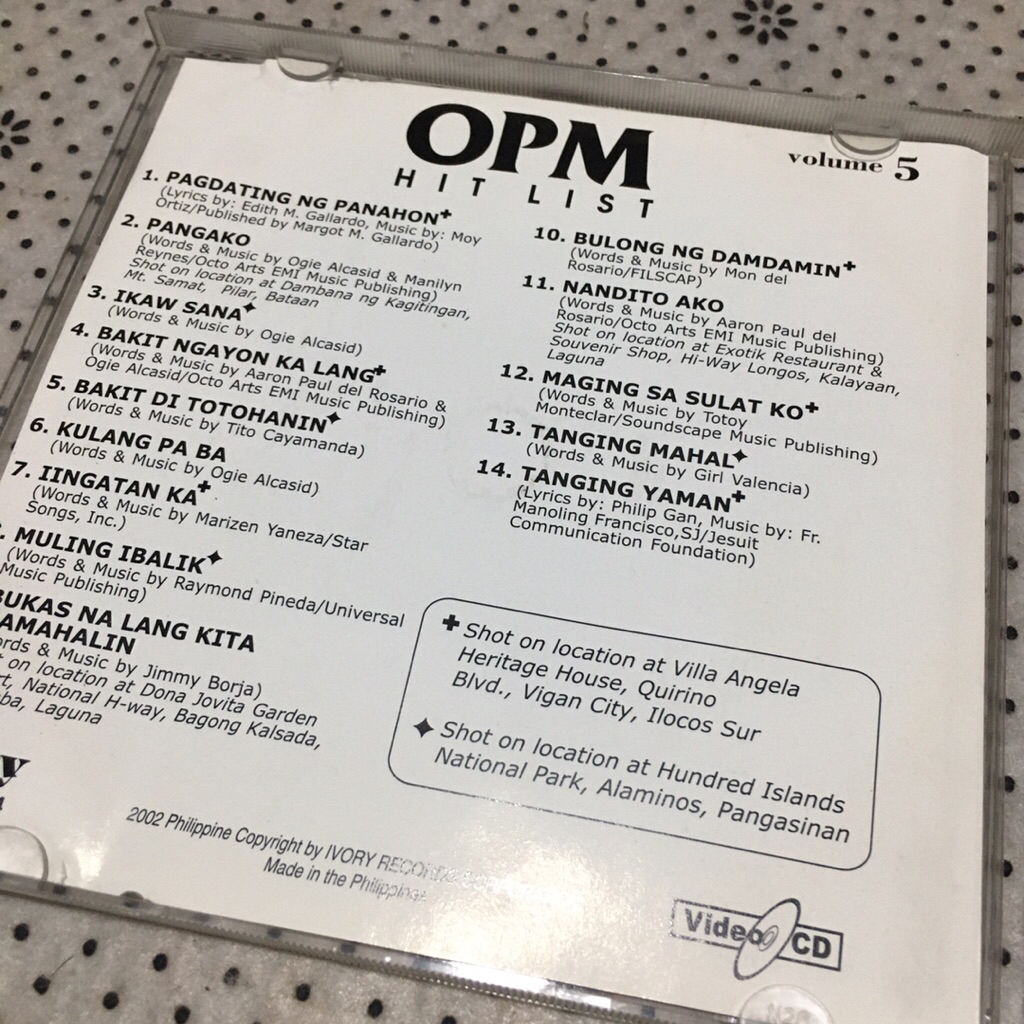 OPM
HIT LIST
volume 5
1. PAGDATING NG PANAHON✚
(Lyrics by: Edith M. Gallardo, Music by: Moy
Ortiz/Published by Margot M. Gallardo)
2. PANGAKO
(Words & Music by Ogie Alcasid & Manilyn
Reynes/Octo Arts EMI Music Publishing)
Shot on location at Dambana ng Kagitingan,
Mt. Samat, Pilar, Bataan
3. IKAW SANA✦
(Words & Music by Ogie Alcasid)
4. BAKIT NGAYON KA LANG✚
(Words & Music by Aaron Paul del Rosario &
Ogie Alcasid/Octo Arts EMI Music Publishing)
5. BAKIT DI TOTOHANIN✦
(Words & Music by Tito Cayamanda)
6. KULANG PA BA
(Words & Music by Ogie Alcasid)
7. IINGATAN KA✚
(Words & Music by Marizen Yaneza/Star
Songs, Inc.)
. MULING IBALIK✦
(Words & Music by Raymond Pineda/Universal
Music Publishing)
BUKAS NA LANG KITA
AMAHALIN
ords & Music by Jimmy Borja)
t on location at Dona Jovita Garden
rt, National H-way, Bagong Kalsada,
ba, Laguna
10. BULONG NG DAMDAMIN✚
(Words & Music by Mon del
Rosario/FILSCAP)
11. NANDITO AKO
(Words & Music by Aaron Paul del
Rosario/Octo Arts EMI Music Publishing)
Shot on location at Exotik Restaurant &
Souvenir Shop, Hi-Way Longos, Kalayaan,
Laguna
12. MAGING SA SULAT KO✚
(Words & Music by Totoy
Monteclar/Soundscape Music Publishing)
13. TANGING MAHAL✦
(Words & Music by Girl Valencia)
14. TANGING YAMAN✚
(Lyrics by: Philip Gan, Music by: Fr.
Manoling Francisco,SJ/Jesuit
Communication Foundation)
✚ Shot on location at Villa Angela
Heritage House, Quirino
Blvd., Vigan City, Ilocos Sur
✦ Shot on location at Hundred Islands
National Park, Alaminos, Pangasinan
y
2002 Philippine Copyright by IVORY RECORDS
Made in the Philippines
Video CD